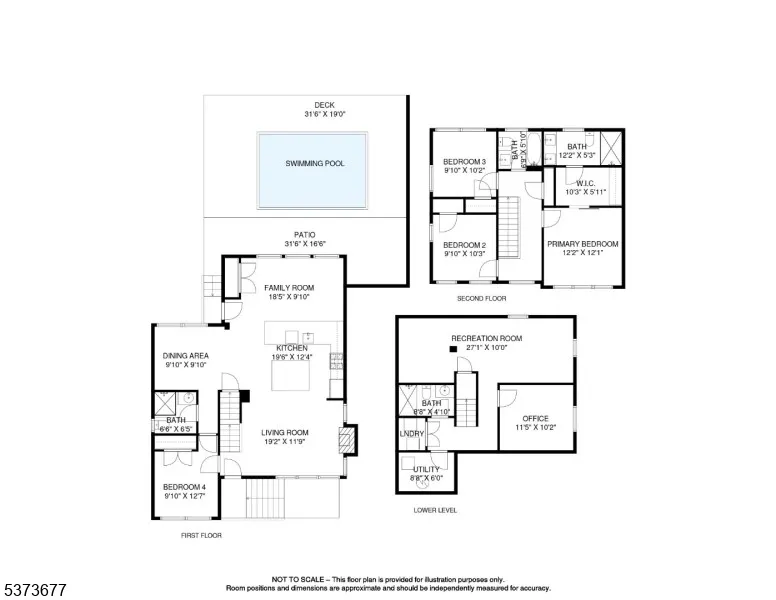 DECK
31'6" X 19'0"
SWIMMING POOL
PATIO
31'6" X 16'6"
FAMILY ROOM
18'5" X 9'10"
KITCHEN
19'6" X 12'4"
DINING AREA
9'10" X 9'10"
BATH
6'6" X 6'5"
LIVING ROOM
19'2" X 11'9"
BEDROOM 4
9'10" X 12'7"
FIRST FLOOR
BEDROOM 3
9'10" X 10'2"
BATH
6'9" X 5'10"
BATH
12'2" X 5'3"
W.I.C.
10'3" X 5'11"
BEDROOM 2
9'10" X 10'3"
PRIMARY BEDROOM
12'2" X 12'1"
SECOND FLOOR
RECREATION ROOM
27'1" X 10'0"
BATH
8'8" X 4'10"
OFFICE
11'5" X 10'2"
LNDRY
UTILITY
8'8" X 6'0"
LOWER LEVEL
NOT TO SCALE – This floor plan is provided for illustration purposes only.
Room positions and dimensions are approximate and should be independently measured for accuracy.
5373677